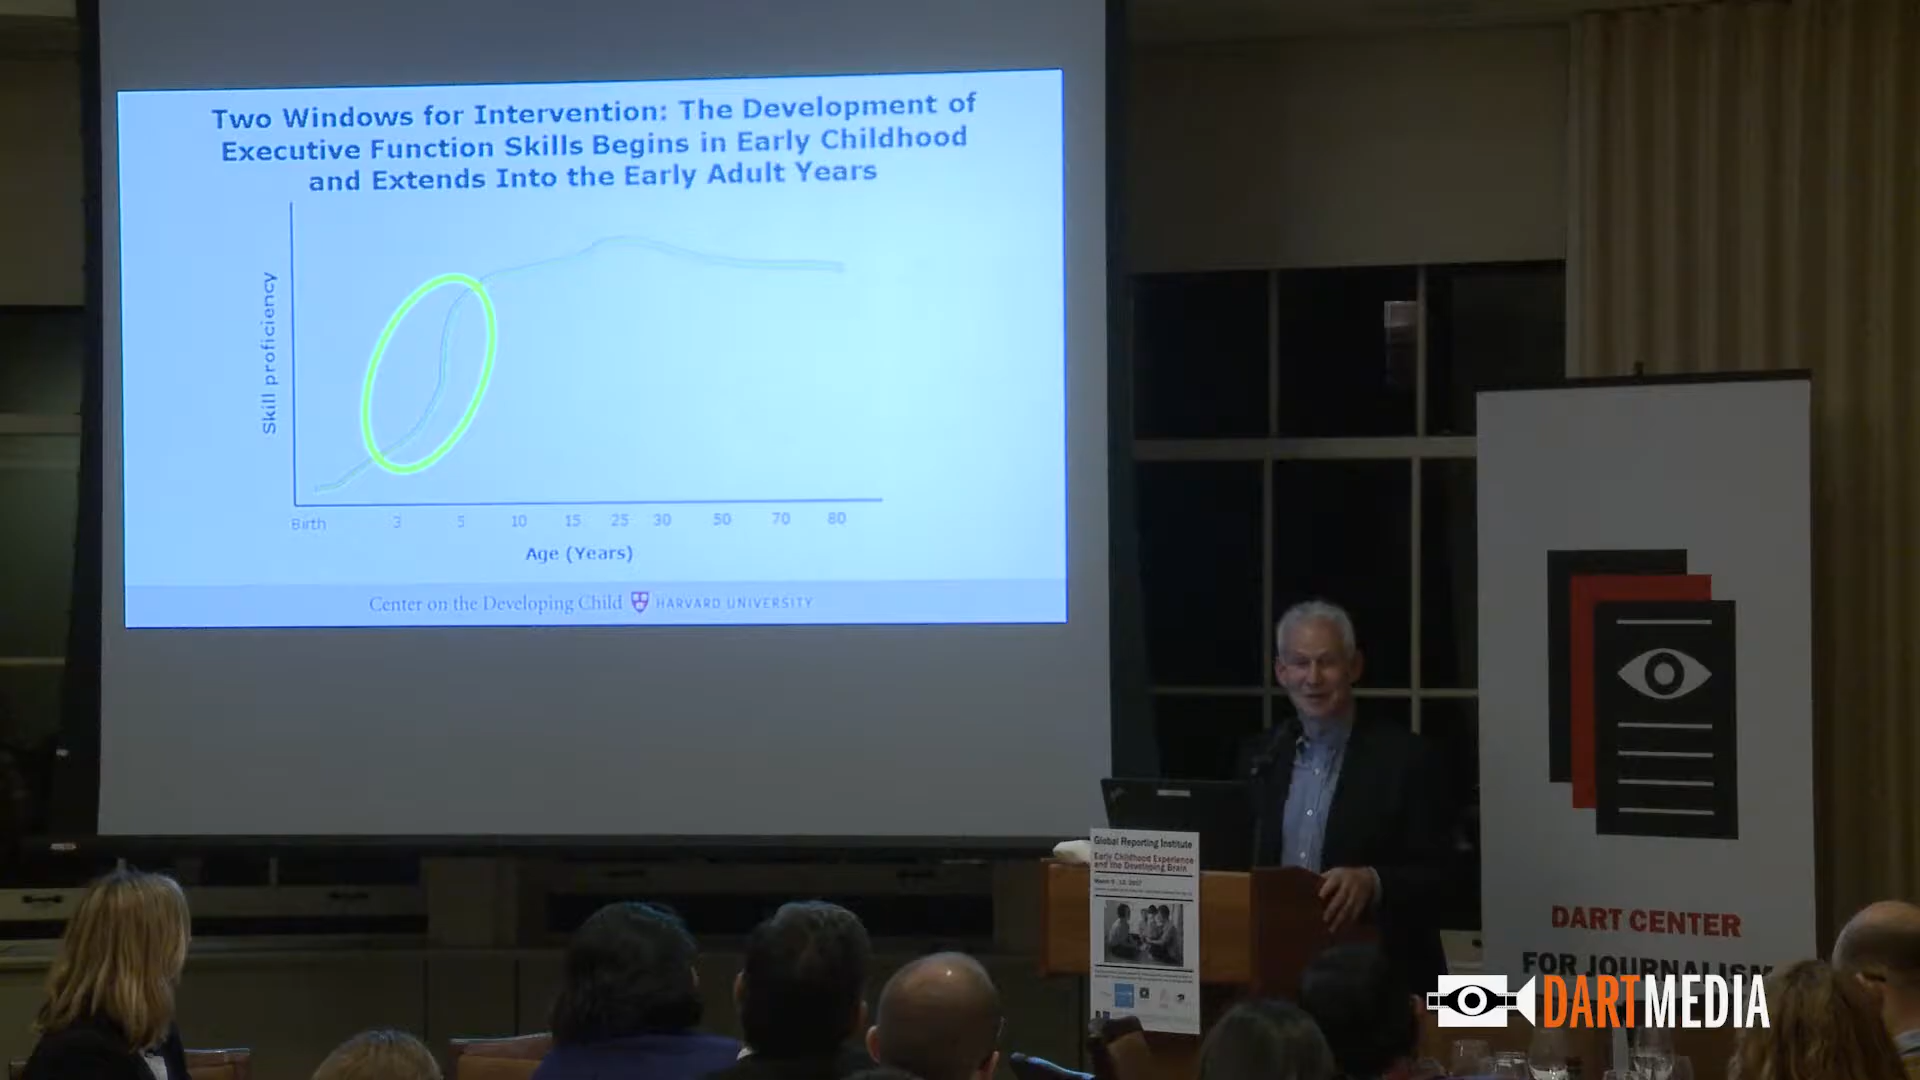 Two Windows for Intervention: The Development of
Executive Function Skills Begins in Early Childhood
and Extends Into the Early Adult Years
Skill proficiency
Birth 3 5 10 15 25 30 50 70 80
Age (Years)
Center on the Developing Child HARVARD UNIVERSITY
Global Reporting Institute
Early Childhood Experience
and the Developing Brain
DART CENTER
FOR JOURNALISM
DARTMEDIA